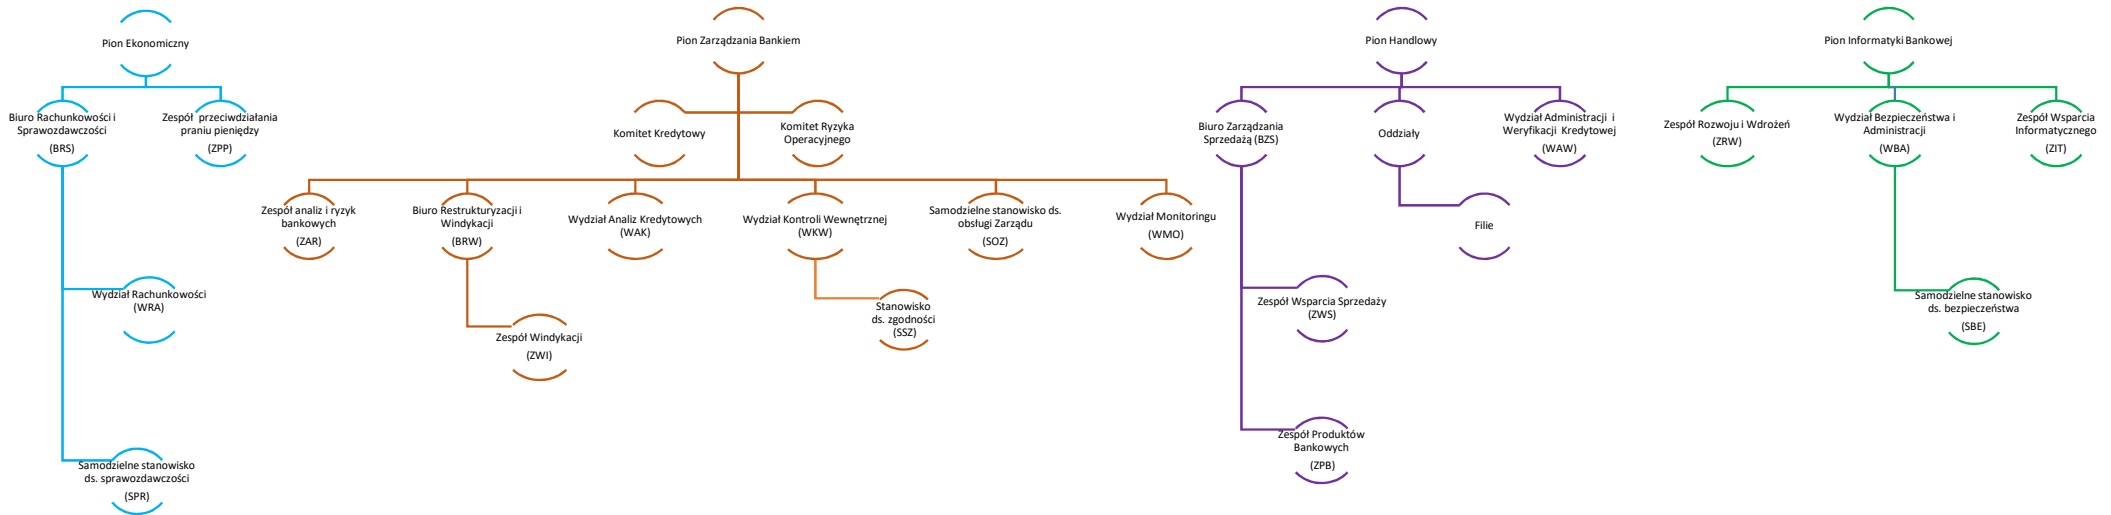 Pion Ekonomiczny
Biuro Rachunkowości i
Sprawozdawczości
(BRS)
Zespół przeciwdziałania
praniu pieniędzy
(ZPP)
Wydział Rachunkowości
(WRA)
Samodzielne stanowisko
ds. sprawozdawczości
(SPR)
Pion Zarządzania Bankiem
Komitet Kredytowy
Komitet Ryzyka
Operacyjnego
Zespół analiz i ryzyk
bankowych
(ZAR)
Biuro Restrukturyzacji i
Windykacji
(BRW)
Zespół Windykacji
(ZWI)
Wydział Analiz Kredytowych
(WAK)
Wydział Kontroli Wewnętrznej
(WKW)
Stanowisko
ds. zgodności
(SSZ)
Samodzielne stanowisko ds.
obsługi Zarządu
(SOZ)
Wydział Monitoringu
(WMO)
Pion Handlowy
Biuro Zarządzania
Sprzedażą (BZS)
Oddziały
Wydział Administracji i
Weryfikacji Kredytowej
(WAW)
Filie
Zespół Wsparcia Sprzedaży
(ZWS)
Zespół Produktów
Bankowych
(ZPB)
Pion Informatyki Bankowej
Zespół Rozwoju i Wdrożeń
(ZRW)
Wydział Bezpieczeństwa i
Administracji
(WBA)
Zespół Wsparcia
Informatycznego
(ZIT)
Samodzielne stanowisko
ds. bezpieczeństwa
(SBE)